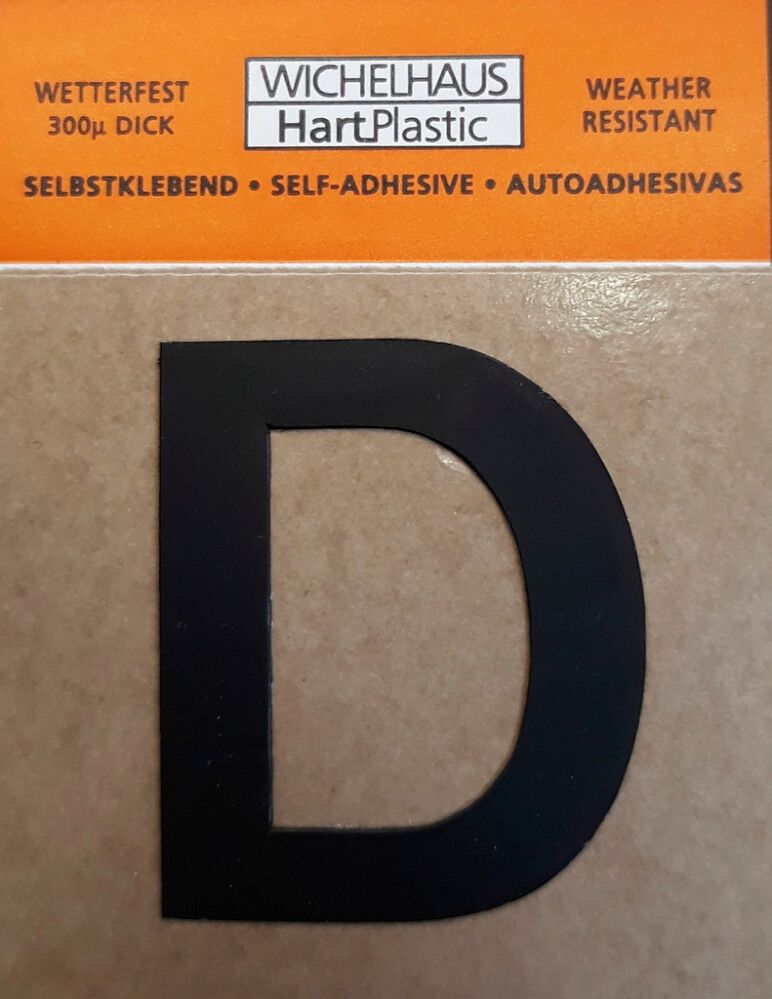 WETTERFEST
300µ DICK
WICHELHAUS
HartPlastic
WEATHER
RESISTANT
SELBSTKLEBEND • SELF-ADHESIVE • AUTOADHESIVAS
D